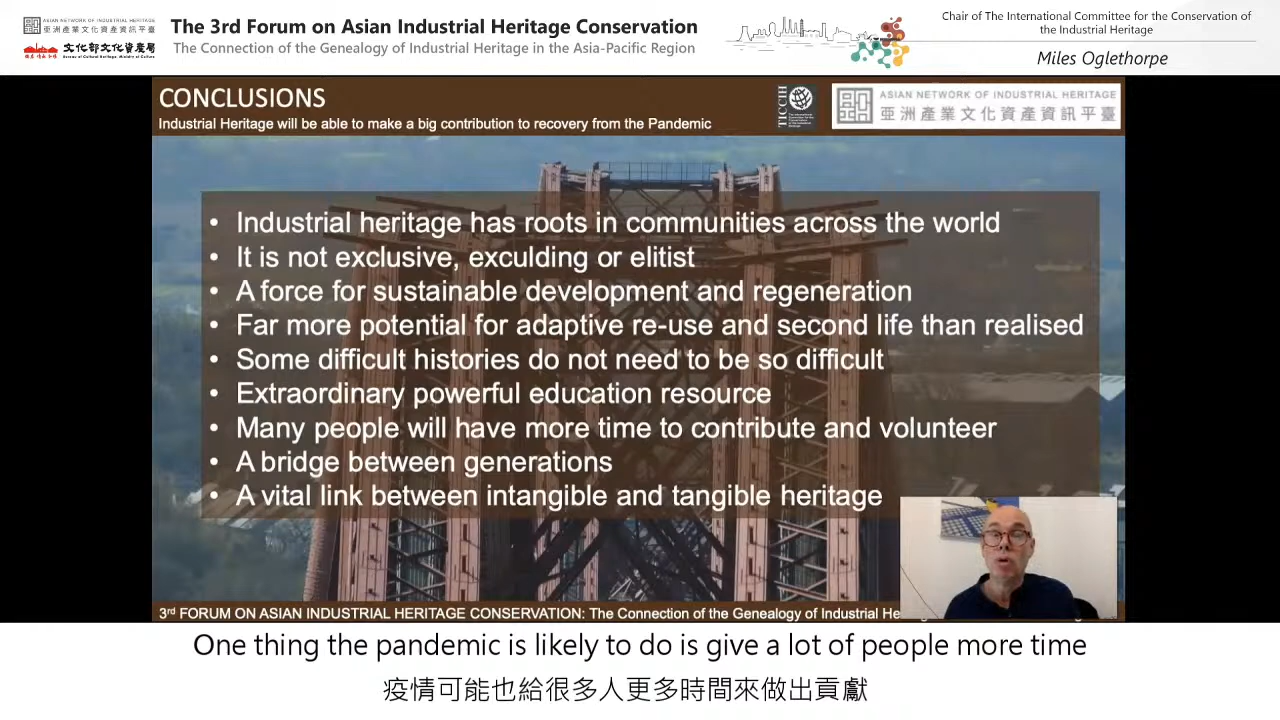 ASIAN NETWORK OF INDUSTRIAL HERITAGE
亞洲產業文化資產資訊平臺
文化部文化資產局
Bureau of Cultural Heritage, Ministry of Culture
The 3rd Forum on Asian Industrial Heritage Conservation
The Connection of the Genealogy of Industrial Heritage in the Asia-Pacific Region
Chair of The International Committee for the Conservation of
the Industrial Heritage
Miles Oglethorpe
CONCLUSIONS
Industrial Heritage will be able to make a big contribution to recovery from the Pandemic
TICCIH
ASIAN NETWORK OF INDUSTRIAL HERITAGE
亞洲產業文化資產資訊平臺
• Industrial heritage has roots in communities across the world
• It is not exclusive, exculding or elitist
• A force for sustainable development and regeneration
• Far more potential for adaptive re-use and second life than realised
• Some difficult histories do not need to be so difficult
• Extraordinary powerful education resource
• Many people will have more time to contribute and volunteer
• A bridge between generations
• A vital link between intangible and tangible heritage
3rd FORUM ON ASIAN INDUSTRIAL HERITAGE CONSERVATION: The Connection of the Genealogy of Industrial He
One thing the pandemic is likely to do is give a lot of people more time
疫情可能也給很多人更多時間來做出貢獻